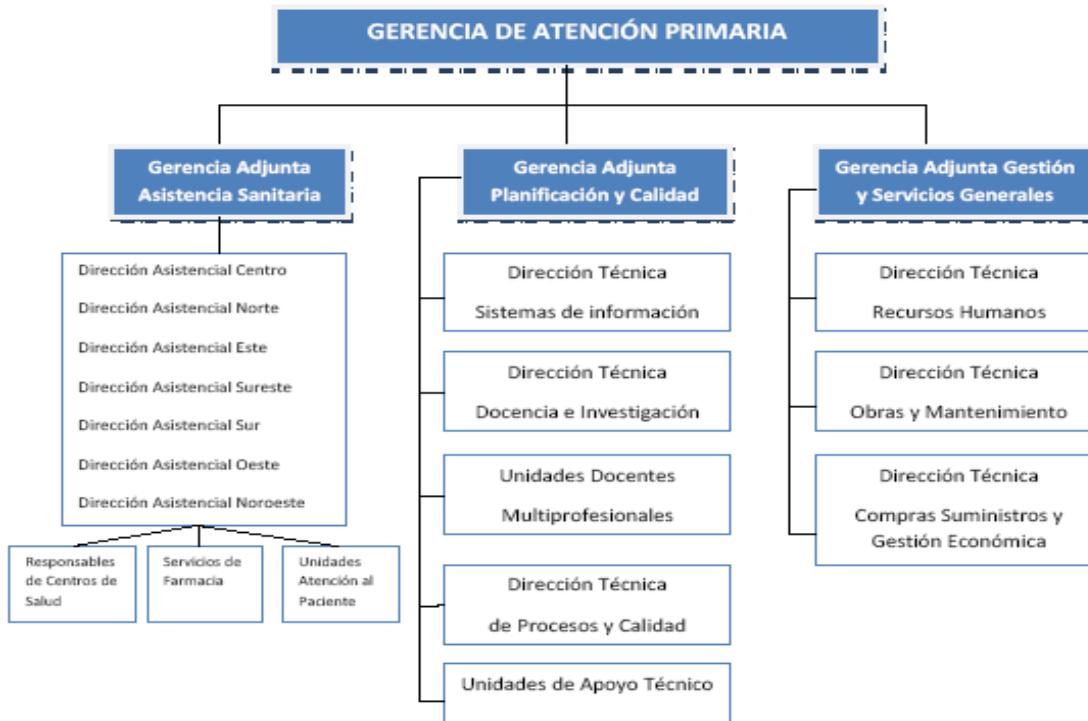 GERENCIA DE ATENCIÓN PRIMARIA
Gerencia Adjunta
Asistencia Sanitaria
Dirección Asistencial Centro
Dirección Asistencial Norte
Dirección Asistencial Este
Dirección Asistencial Sureste
Dirección Asistencial Sur
Dirección Asistencial Oeste
Dirección Asistencial Noroeste
Responsables
de Centros de
Salud
Servicios de
Farmacia
Unidades
Atención al
Paciente
Gerencia Adjunta
Planificación y Calidad
Dirección Técnica
Sistemas de información
Dirección Técnica
Docencia e Investigación
Unidades Docentes
Multiprofesionales
Dirección Técnica
de Procesos y Calidad
Unidades de Apoyo Técnico
Gerencia Adjunta Gestión
y Servicios Generales
Dirección Técnica
Recursos Humanos
Dirección Técnica
Obras y Mantenimiento
Dirección Técnica
Compras Suministros y
Gestión Económica